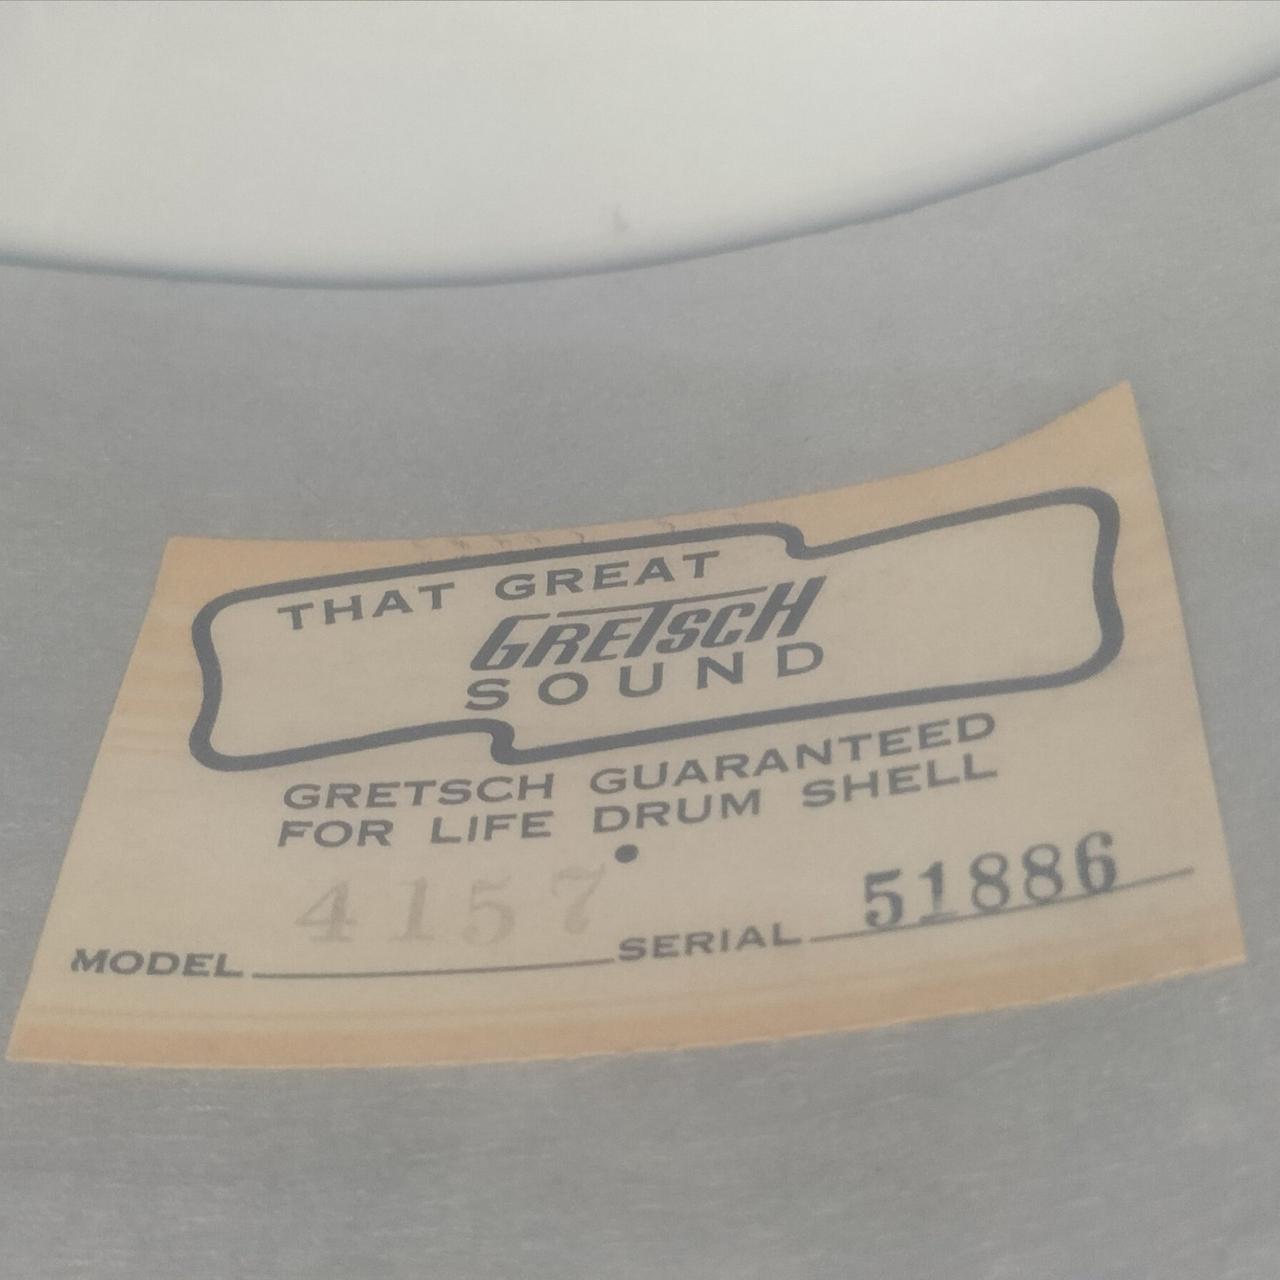 THAT GREAT
GRETSCH
SOUND
GRETSCH GUARANTEED
FOR LIFE DRUM SHELL
4157
51886
MODEL SERIAL